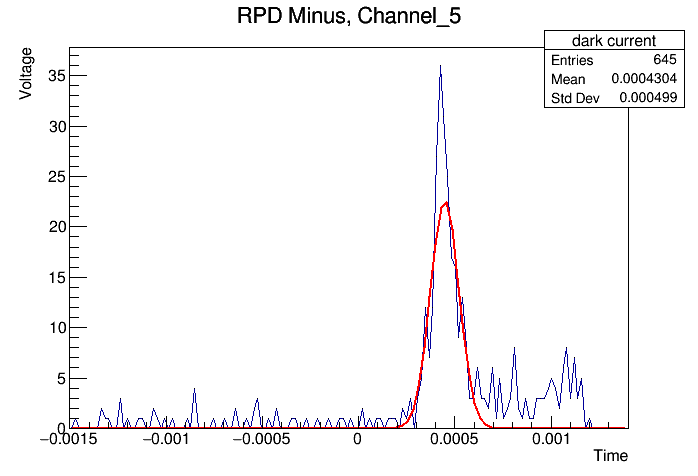 RPD Minus, Channel_5
dark current
Entries 645
Mean 0.0004304
Std Dev 0.000499
Voltage
35
30
25
20
15
10
5
0
−0.0015 −0.001 −0.0005 0 0.0005 0.001
Time